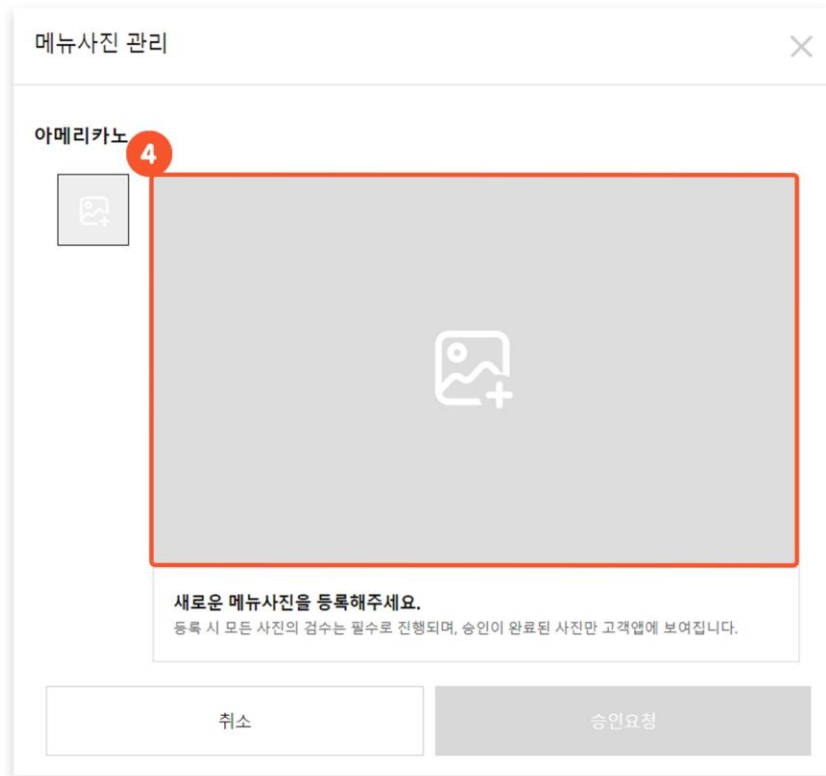 메뉴사진 관리
아메리카노
4
새로운 메뉴사진을 등록해주세요.
등록 시 모든 사진의 검수는 필수로 진행되며, 승인이 완료된 사진만 고객앱에 보여집니다.
취소
승인요청